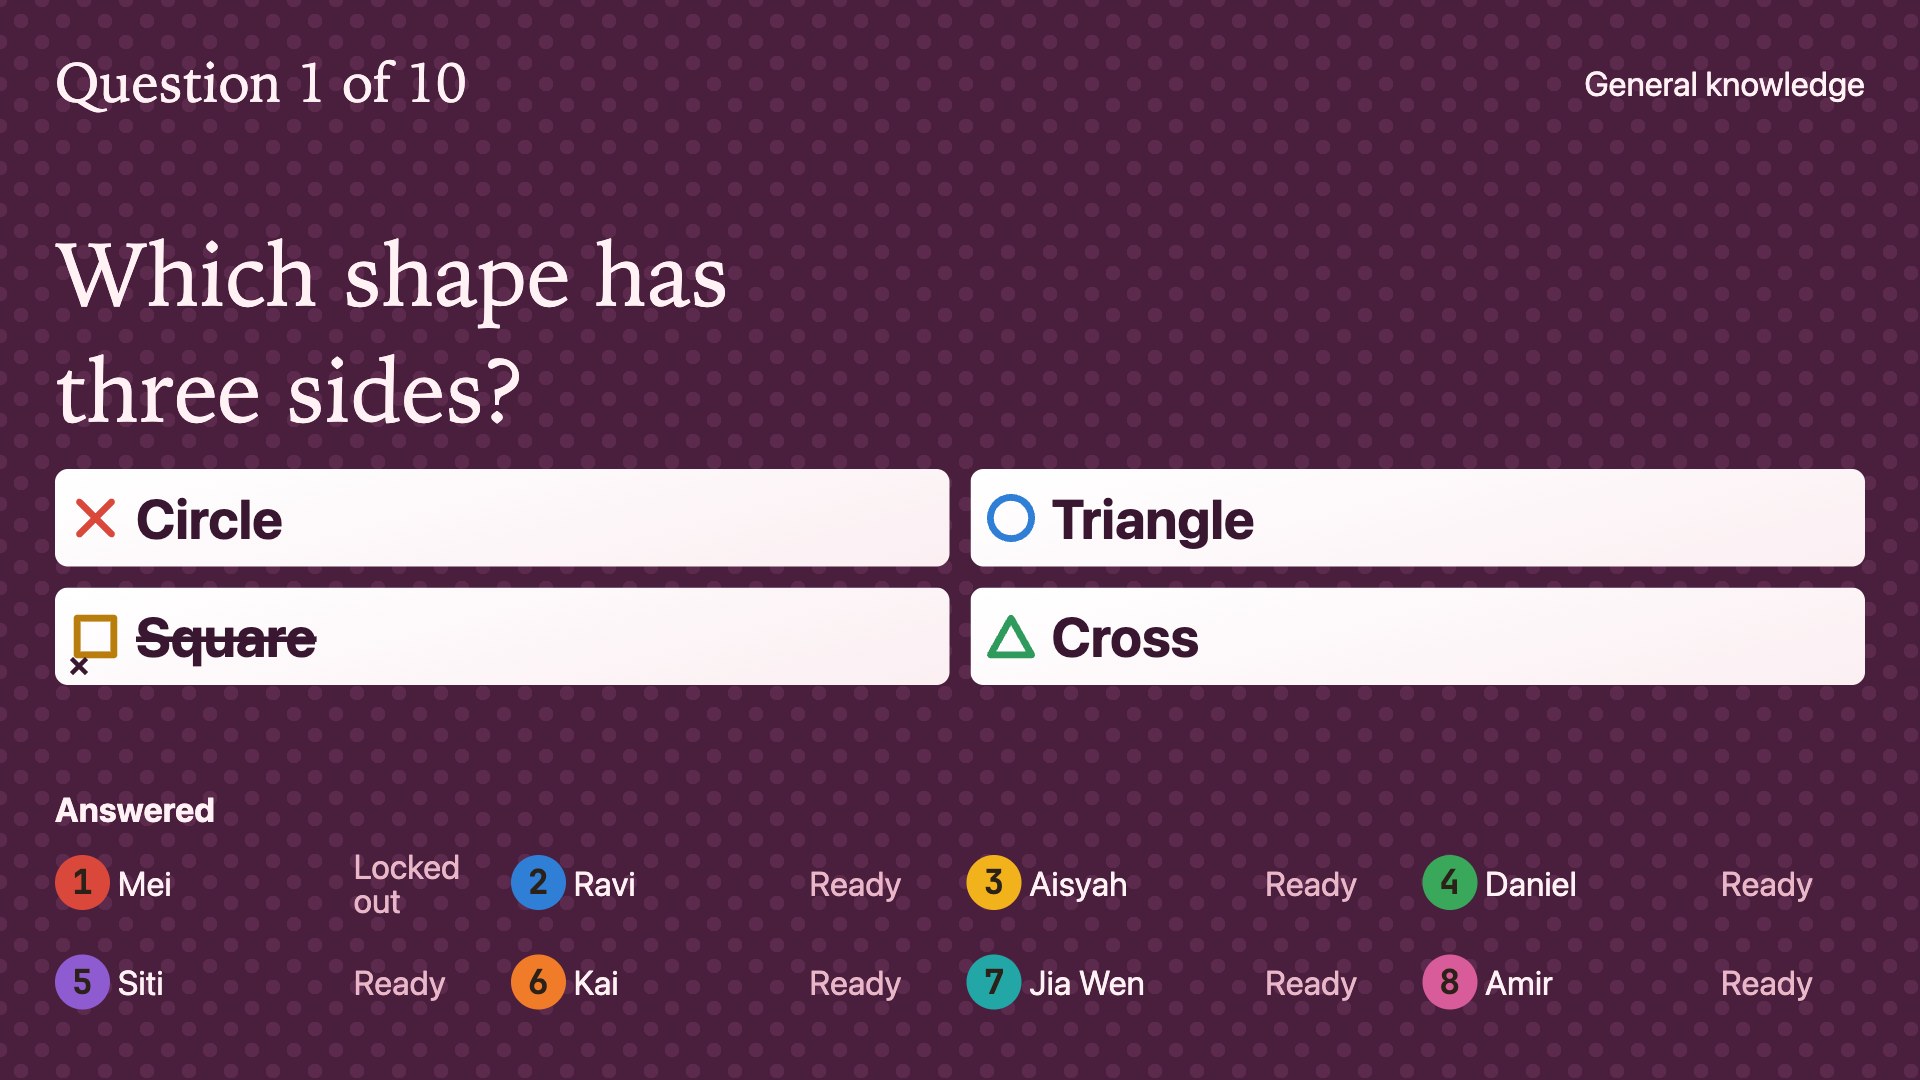 Question 1 of 10
General knowledge
Which shape has
three sides?
Circle
Triangle
Square
Cross
Answered
1 Mei Locked out
2 Ravi Ready
3 Aisyah Ready
4 Daniel Ready
5 Siti Ready
6 Kai Ready
7 Jia Wen Ready
8 Amir Ready